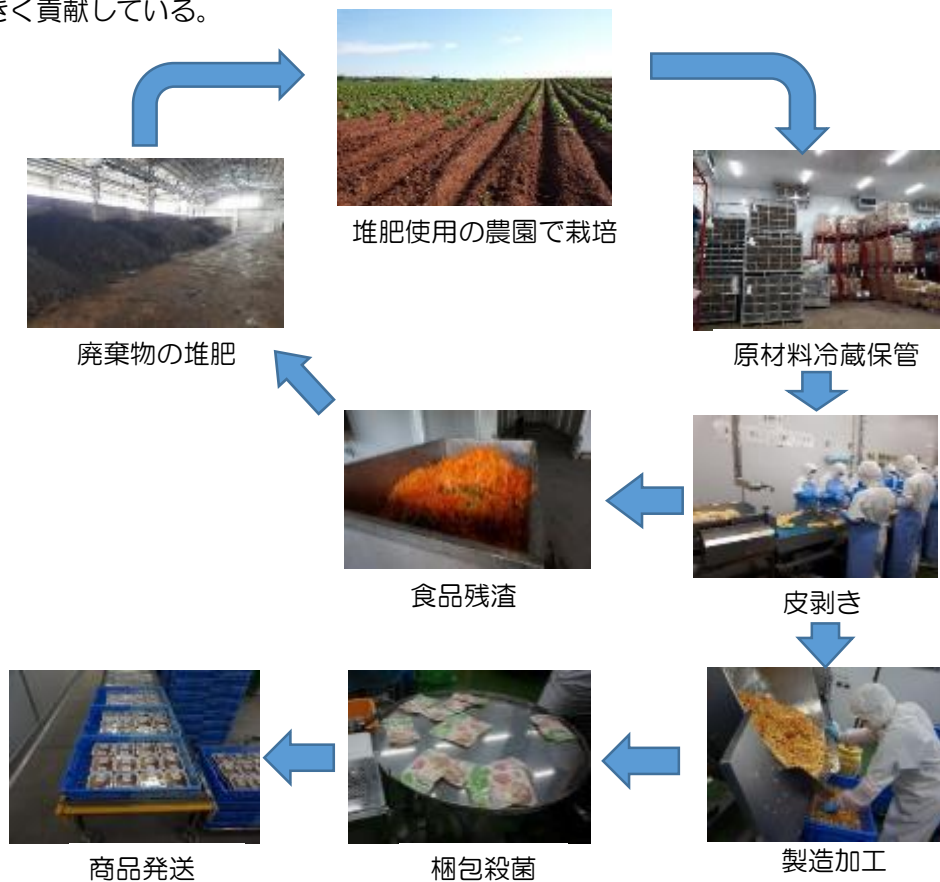 きく貢献している。
堆肥使用の農園で栽培
廃棄物の堆肥
原材料冷蔵保管
食品残渣
皮剥き
商品発送
梱包殺菌
製造加工